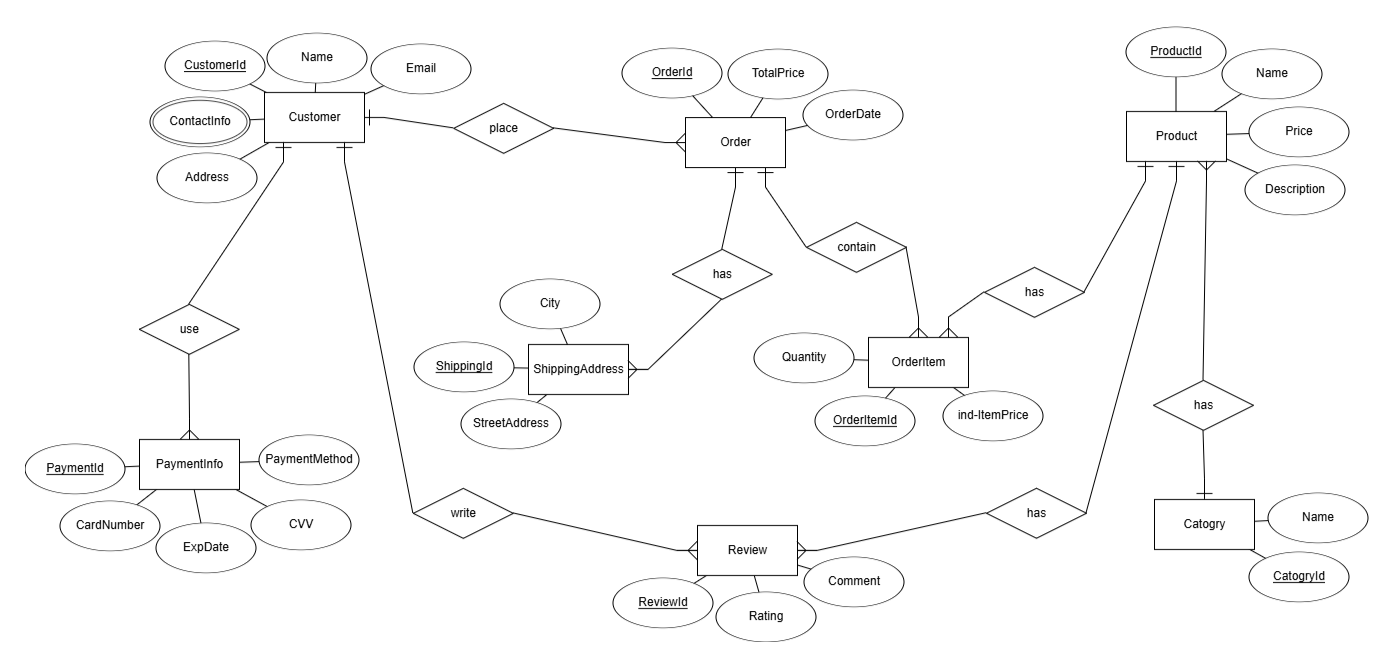 CustomerId
Name
Email
ContactInfo
Customer
Address
place
OrderId
TotalPrice
OrderDate
Order
ProductId
Name
Product
Price
Description
use
has
contain
has
City
ShippingId
ShippingAddress
StreetAddress
Quantity
OrderItem
OrderItemId
ind-ItemPrice
has
PaymentId
PaymentInfo
PaymentMethod
CardNumber
ExpDate
CVV
write
has
Review
ReviewId
Rating
Comment
Catogry
Name
CatogryId